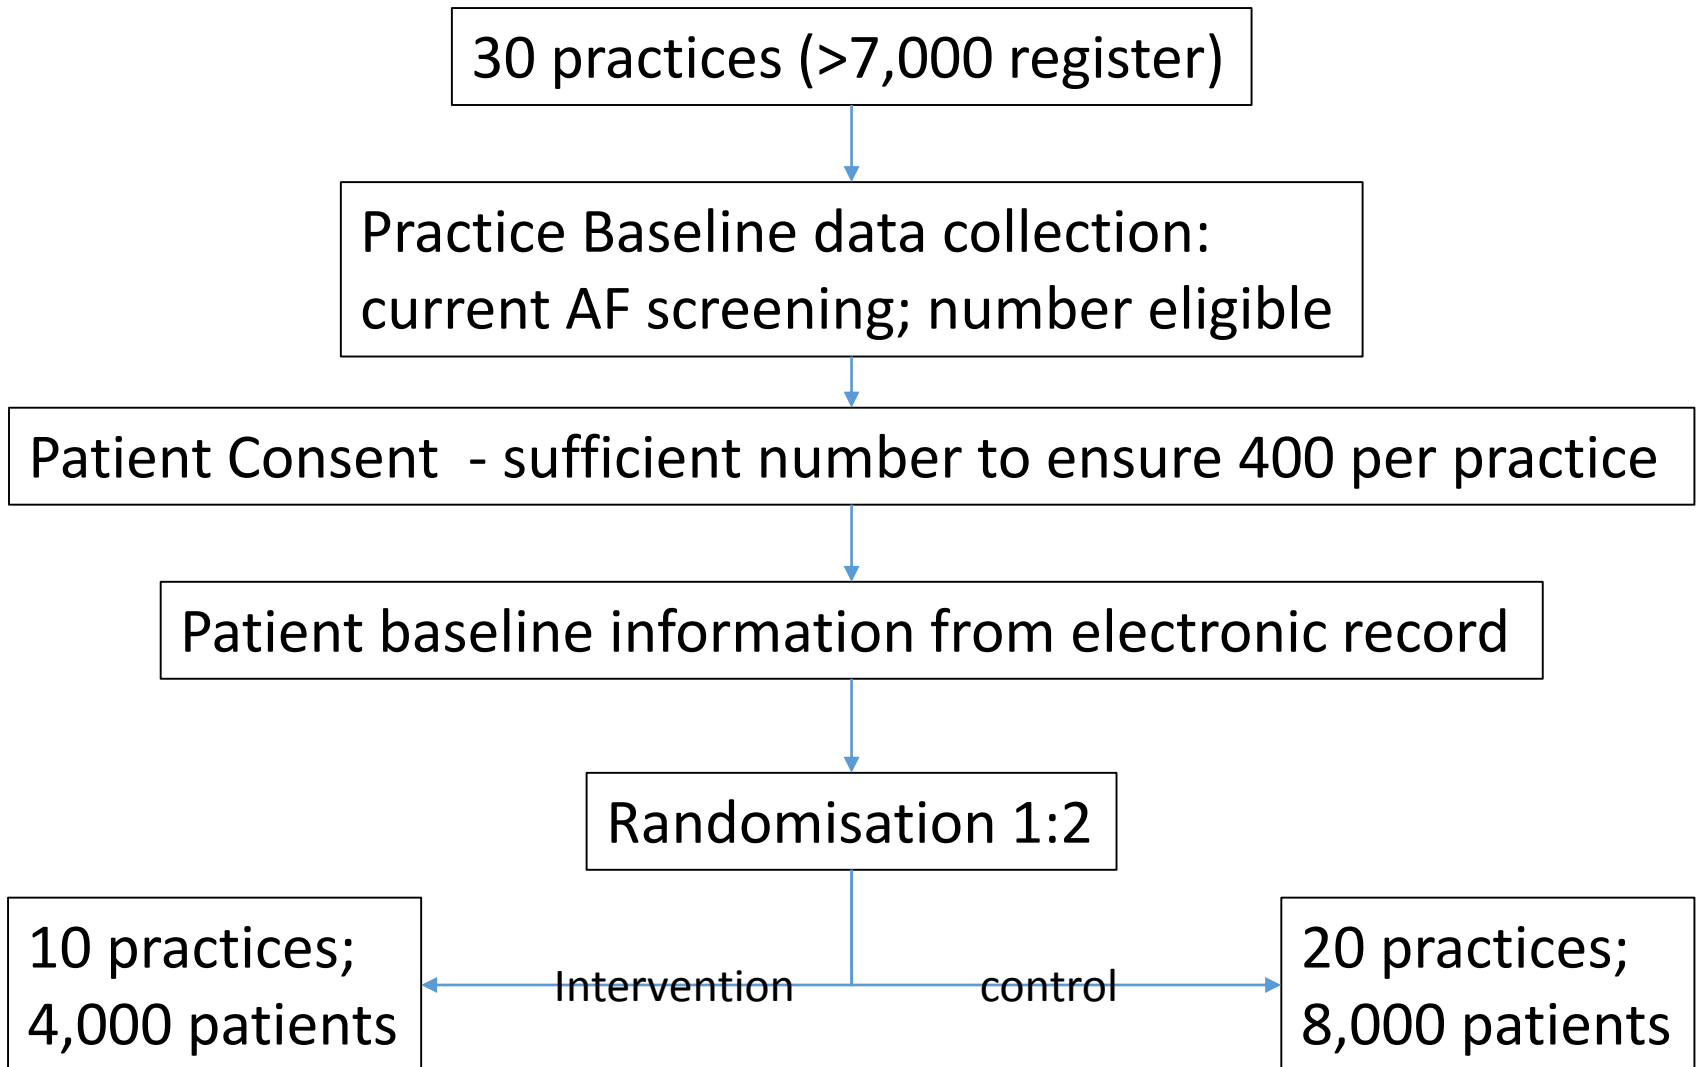 30 practices (>7,000 register)
Practice Baseline data collection:
current AF screening; number eligible
Patient Consent  - sufficient number to ensure 400 per practice
Patient baseline information from electronic record
Randomisation 1:2
10 practices;
4,000 patients
Intervention
control
20 practices;
8,000 patients